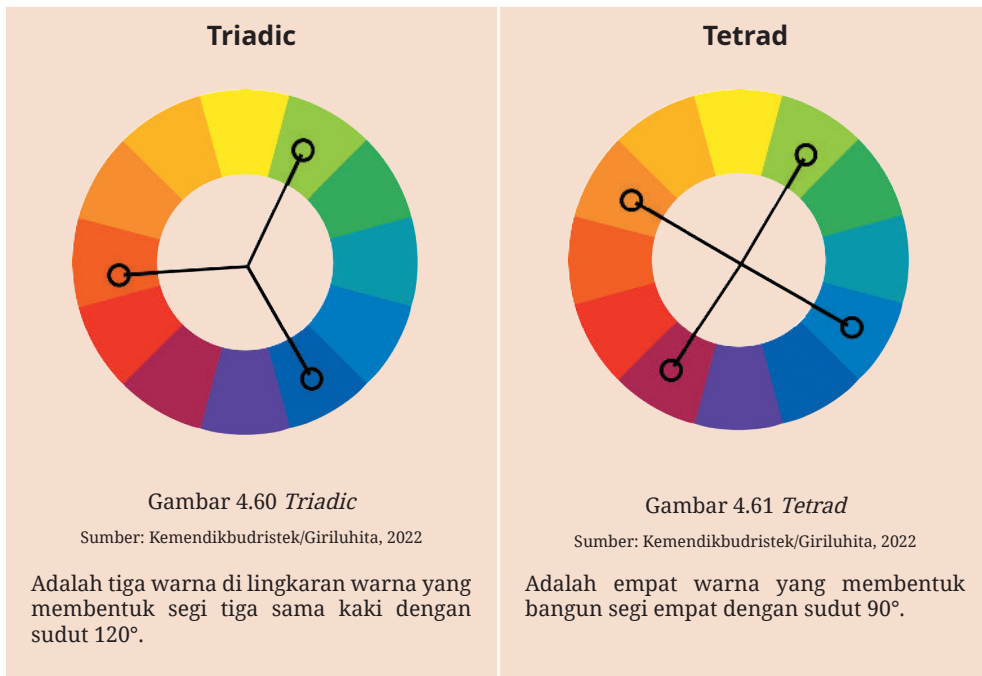 Triadic
Gambar 4.60 Triadic
Sumber: Kemendikbudristek/Giriluhita, 2022
Adalah tiga warna di lingkaran warna yang
membentuk segi tiga sama kaki dengan
sudut 120°.
Tetrad
Gambar 4.61 Tetrad
Sumber: Kemendikbudristek/Giriluhita, 2022
Adalah empat warna yang membentuk
bangun segi empat dengan sudut 90°.